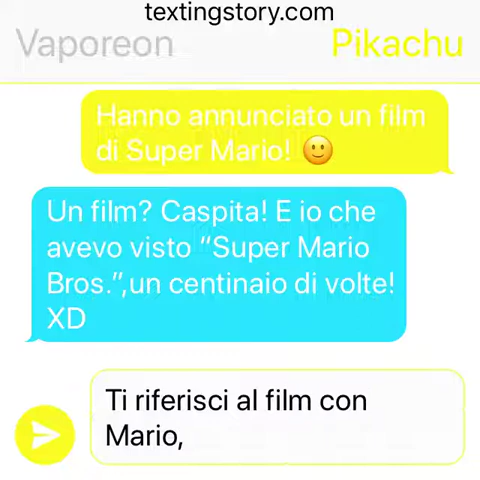 textingstory.com
Vaporeon Pikachu
Hanno annunciato un film
di Super Mario! 🙂
Un film? Caspita! E io che
avevo visto “Super Mario
Bros.”,un centinaio di volte!
XD
Ti riferisci al film con
Mario,